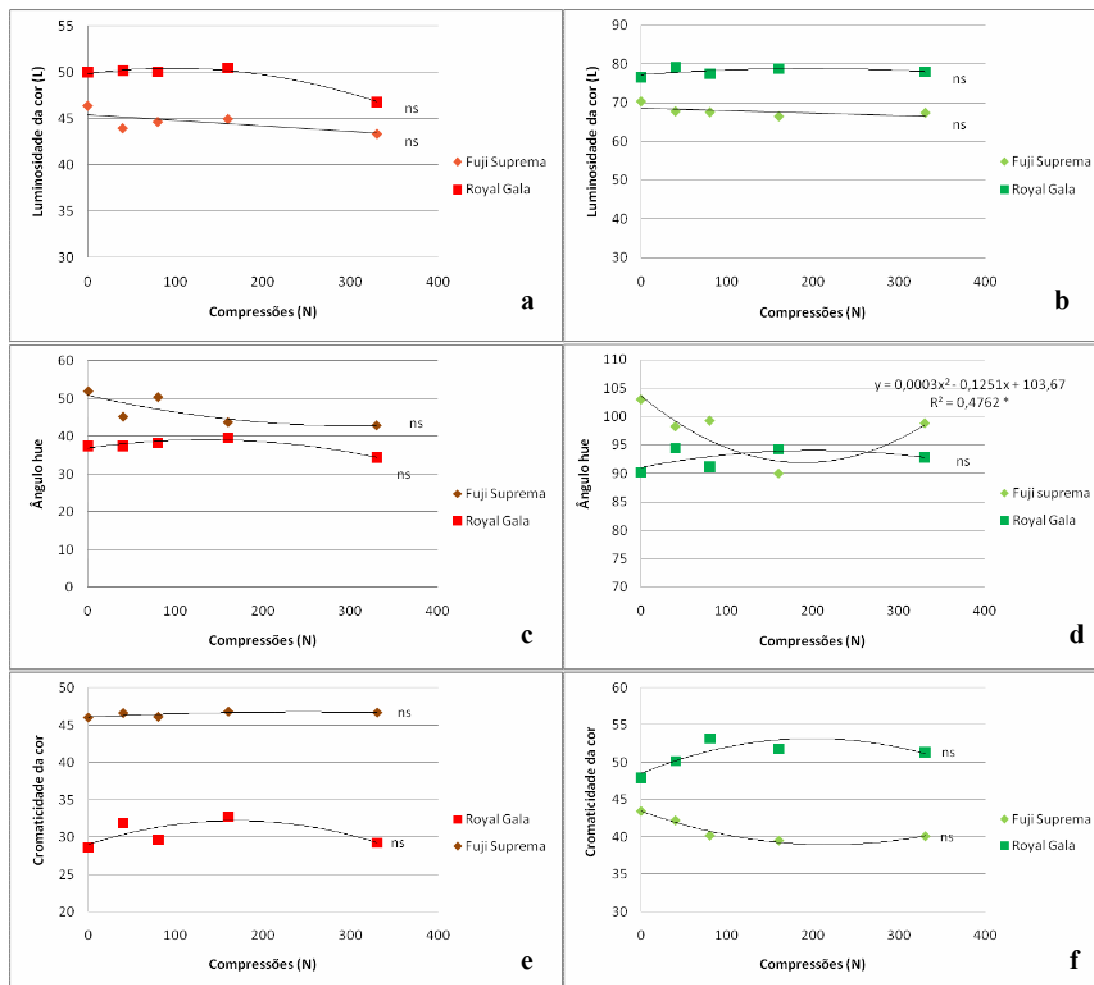 Luminosidade da cor (L)
55
50
45
40
35
30
0 100 200 300 400
Compressões (N)
ns
ns
Fuji Suprema
Royal Gala
a
Luminosidade da cor (L)
90
80
70
60
50
40
30
0 100 200 300 400
Compressões (N)
ns
ns
Fuji Suprema
Royal Gala
b
Ângulo hue
60
50
40
30
20
10
0
0 100 200 300 400
Compressões (N)
ns
ns
Fuji Suprema
Royal Gala
c
Ângulo hue
110
105
100
95
90
85
80
75
70
0 100 200 300 400
Compressões (N)
y = 0,0003x² - 0,1251x + 103,67
R² = 0,4762 *
ns
Fuji suprema
Royal Gala
d
Cromaticidade da cor
50
45
40
35
30
25
20
0 100 200 300 400
Compressões (N)
ns
ns
Royal Gala
Fuji Suprema
e
Cromaticidade da cor
60
55
50
45
40
35
30
0 100 200 300 400
Compressões (N)
ns
ns
Fuji Suprema
Royal Gala
f